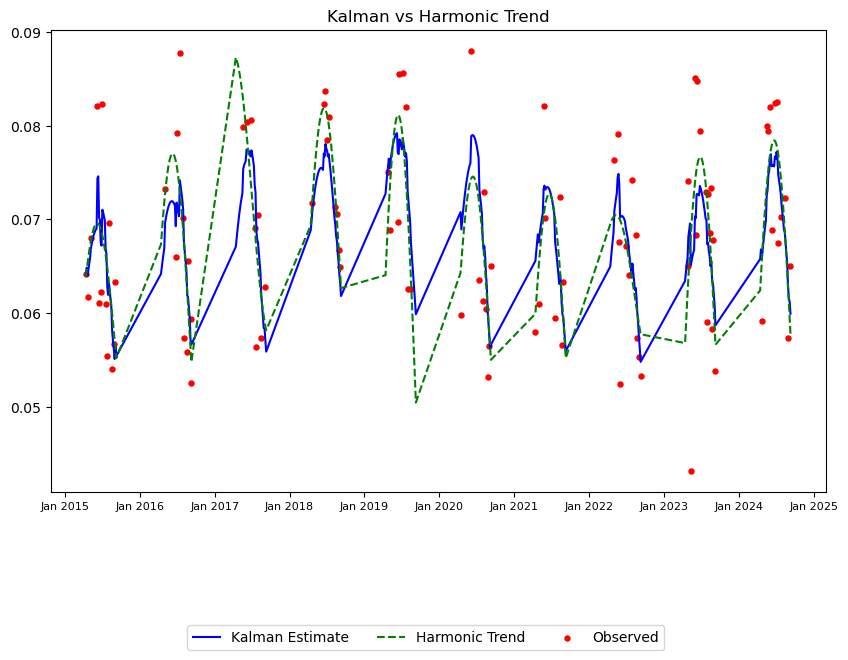 Kalman vs Harmonic Trend
0.09
0.08
0.07
0.06
0.05
Jan 2015 Jan 2016 Jan 2017 Jan 2018 Jan 2019 Jan 2020 Jan 2021 Jan 2022 Jan 2023 Jan 2024 Jan 2025
Kalman Estimate Harmonic Trend Observed